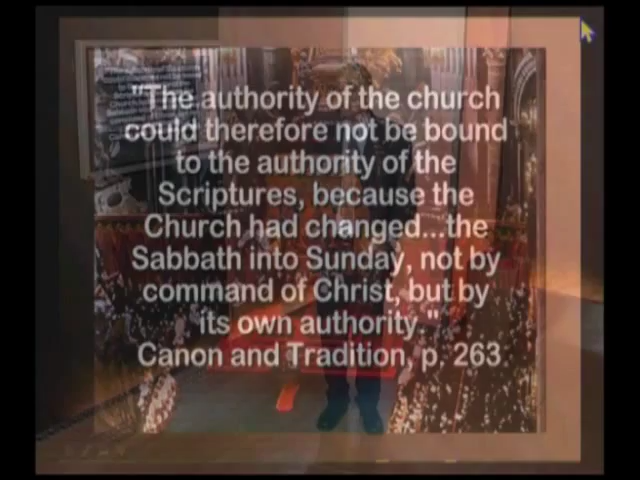 "The authority of the church
could therefore not be bound
to the authority of the
Scriptures, because the
Church had changed...the
Sabbath into Sunday, not by
command of Christ, but by
its own authority."
Canon and Tradition, p. 263